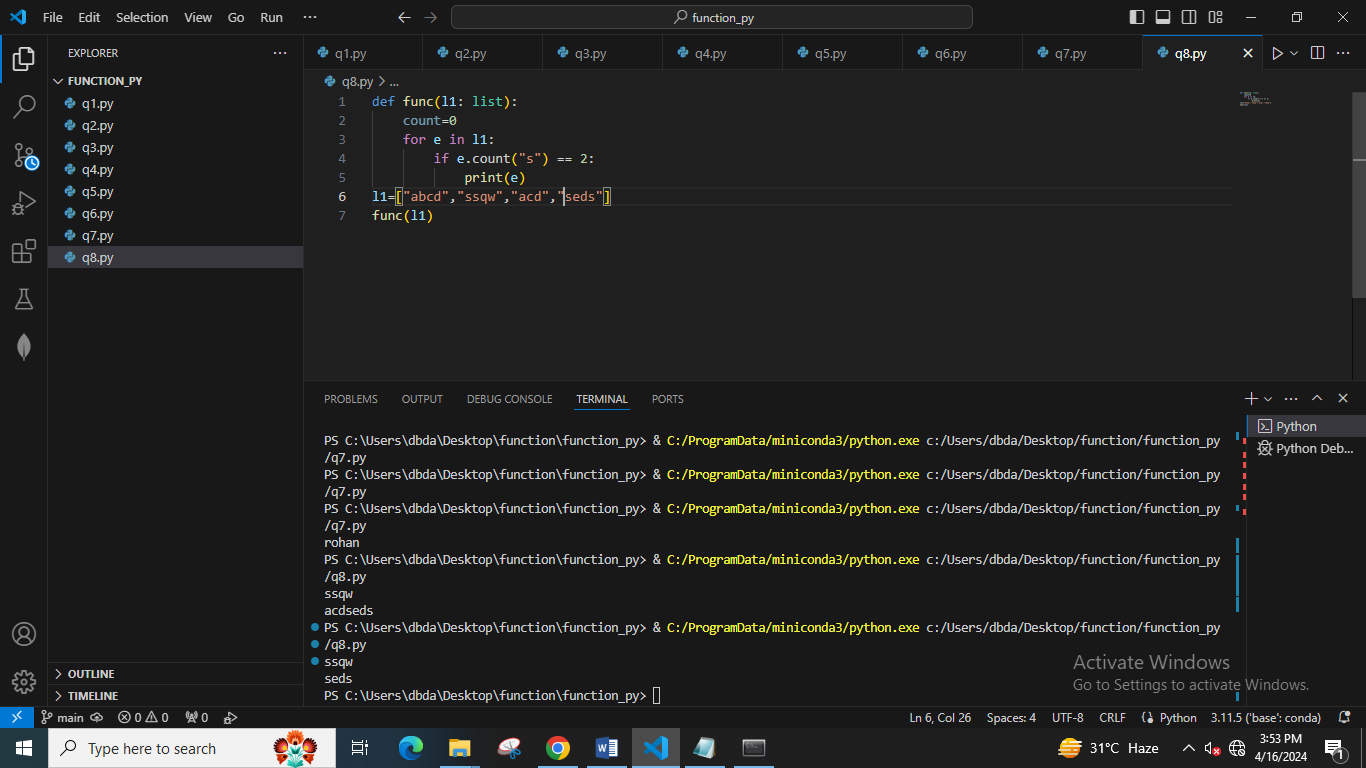 File Edit Selection View Go Run ··· function_py
EXPLORER ···
FUNCTION_PY
q1.py
q2.py
q3.py
q4.py
q5.py
q6.py
q7.py
q8.py
OUTLINE
TIMELINE
q1.py q2.py q3.py q4.py q5.py q6.py q7.py q8.py
q8.py > ...
1 def func(l1: list):
2 count=0
3 for e in l1:
4 if e.count("s") == 2:
5 print(e)
6 l1=["abcd","ssqw","acd","seds"]
7 func(l1)
PROBLEMS OUTPUT DEBUG CONSOLE TERMINAL PORTS
PS C:\Users\dbda\Desktop\function\function_py> & C:/ProgramData/miniconda3/python.exe c:/Users/dbda/Desktop/function/function_py
/q7.py
PS C:\Users\dbda\Desktop\function\function_py> & C:/ProgramData/miniconda3/python.exe c:/Users/dbda/Desktop/function/function_py
/q7.py
PS C:\Users\dbda\Desktop\function\function_py> & C:/ProgramData/miniconda3/python.exe c:/Users/dbda/Desktop/function/function_py
/q7.py
rohan
PS C:\Users\dbda\Desktop\function\function_py> & C:/ProgramData/miniconda3/python.exe c:/Users/dbda/Desktop/function/function_py
/q8.py
ssqw
acdseds
PS C:\Users\dbda\Desktop\function\function_py> & C:/ProgramData/miniconda3/python.exe c:/Users/dbda/Desktop/function/function_py
/q8.py
ssqw
seds
PS C:\Users\dbda\Desktop\function\function_py>
Python
Python Deb...
Activate Windows
Go to Settings to activate Windows.
main 0 0 0 Ln 6, Col 26 Spaces: 4 UTF-8 CRLF Python 3.11.5 ('base': conda)
Type here to search
31°C Haze
3:53 PM
4/16/2024
1